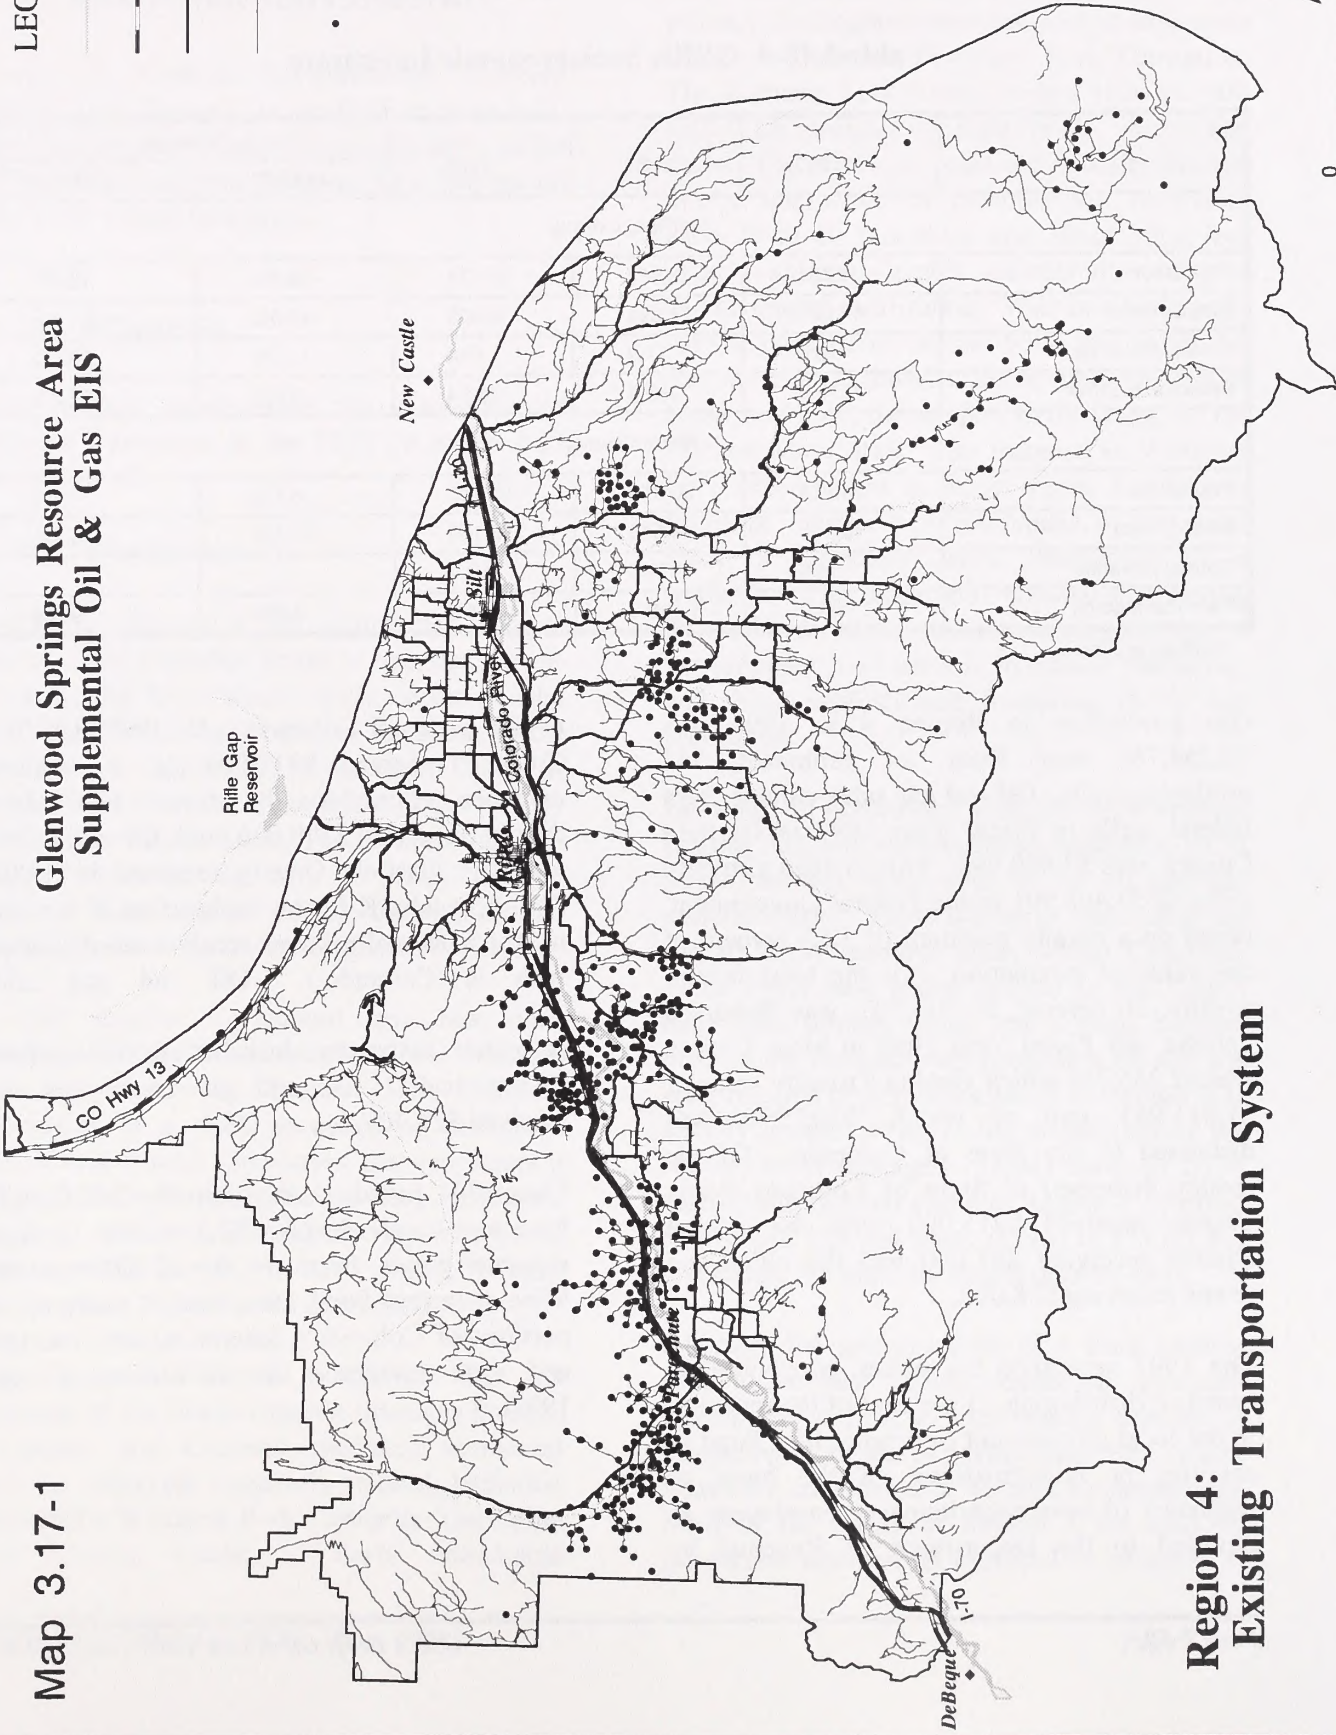 Map 3.17-1
Glenwood Springs Resource Area
Supplemental Oil & Gas EIS
LEG
CO Hwy 13
Rifle Gap
Reservoir
New Castle
I-70
Silt
Colorado River
Rifle
Parachute
I-70
DeBeque
0
Region 4:
Existing Transportation System